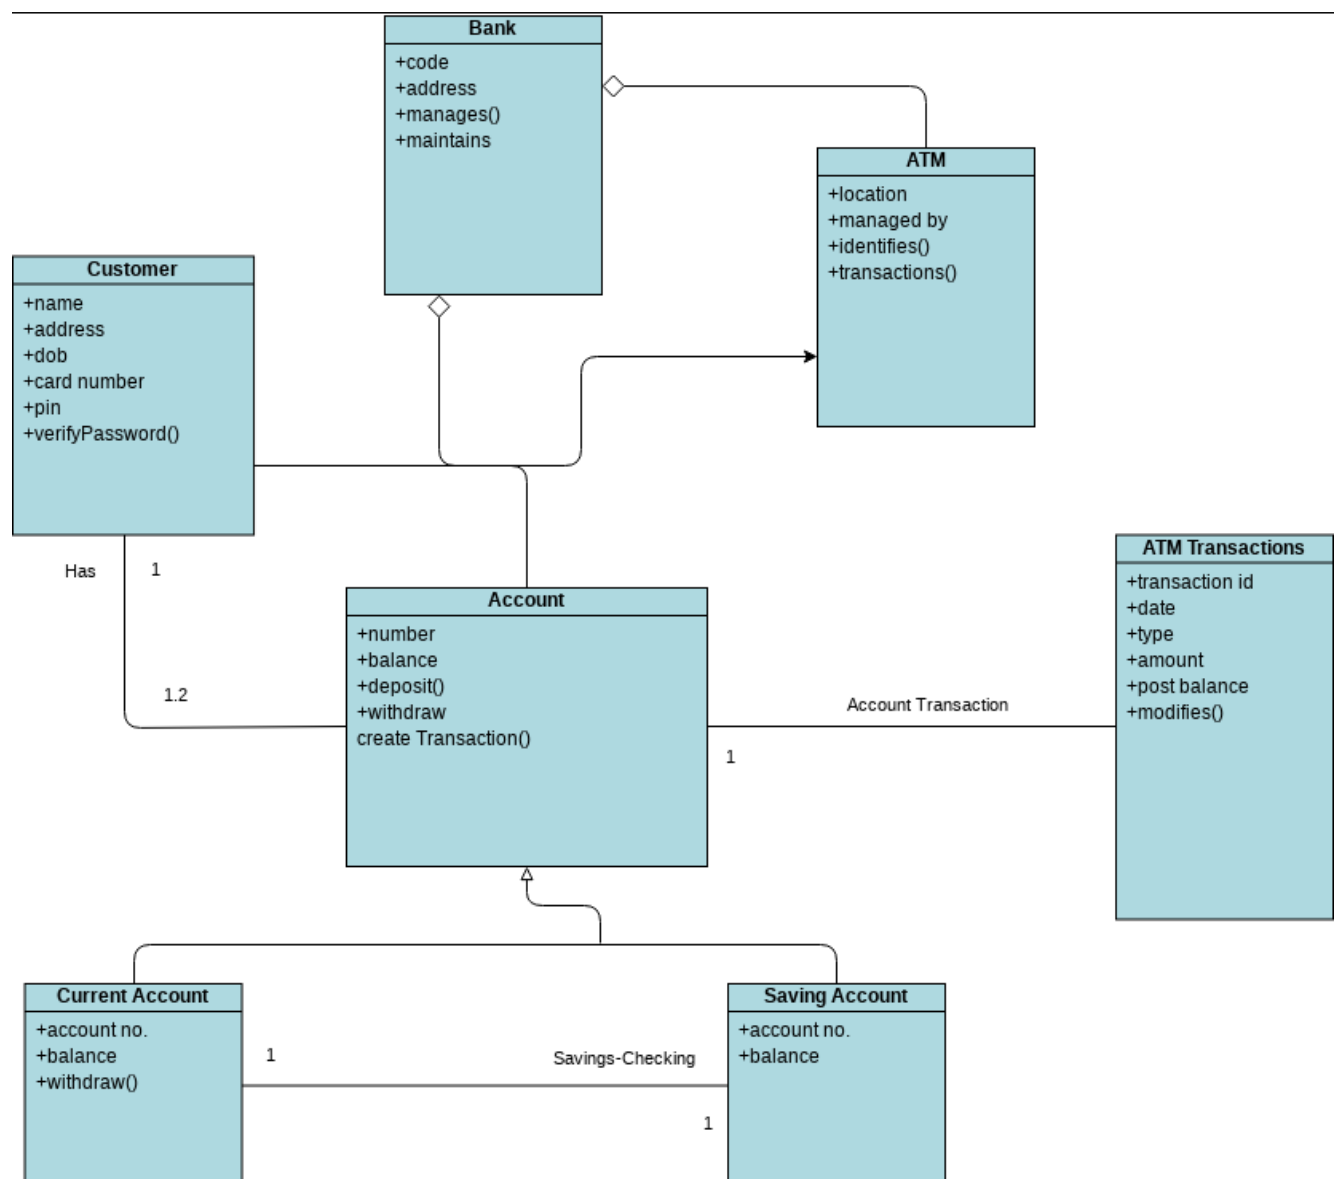 Bank
+code
+address
+manages()
+maintains
ATM
+location
+managed by
+identifies()
+transactions()
Customer
+name
+address
+dob
+card number
+pin
+verifyPassword()
Has
1
1.2
Account
+number
+balance
+deposit()
+withdraw
create Transaction()
Account Transaction
1
ATM Transactions
+transaction id
+date
+type
+amount
+post balance
+modifies()
Current Account
+account no.
+balance
+withdraw()
1
Savings-Checking
1
Saving Account
+account no.
+balance